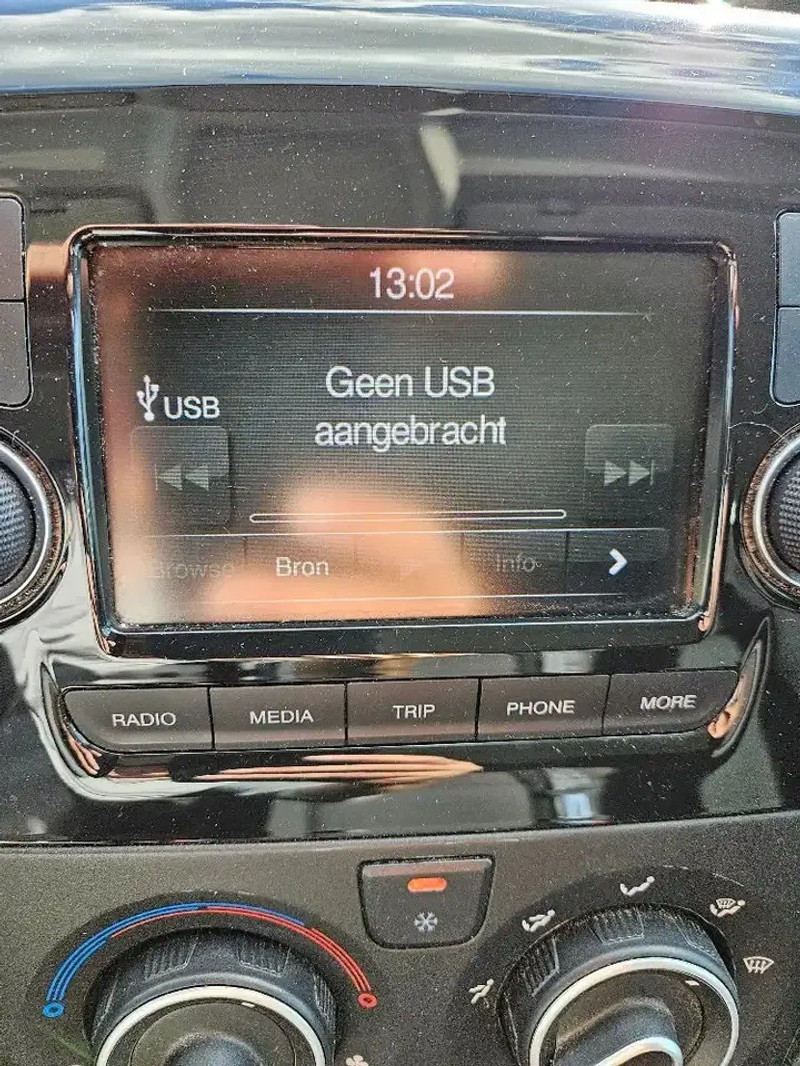 13:02
USB
Geen USB
aangebracht
Browse
Bron
Info
RADIO
MEDIA
TRIP
PHONE
MORE